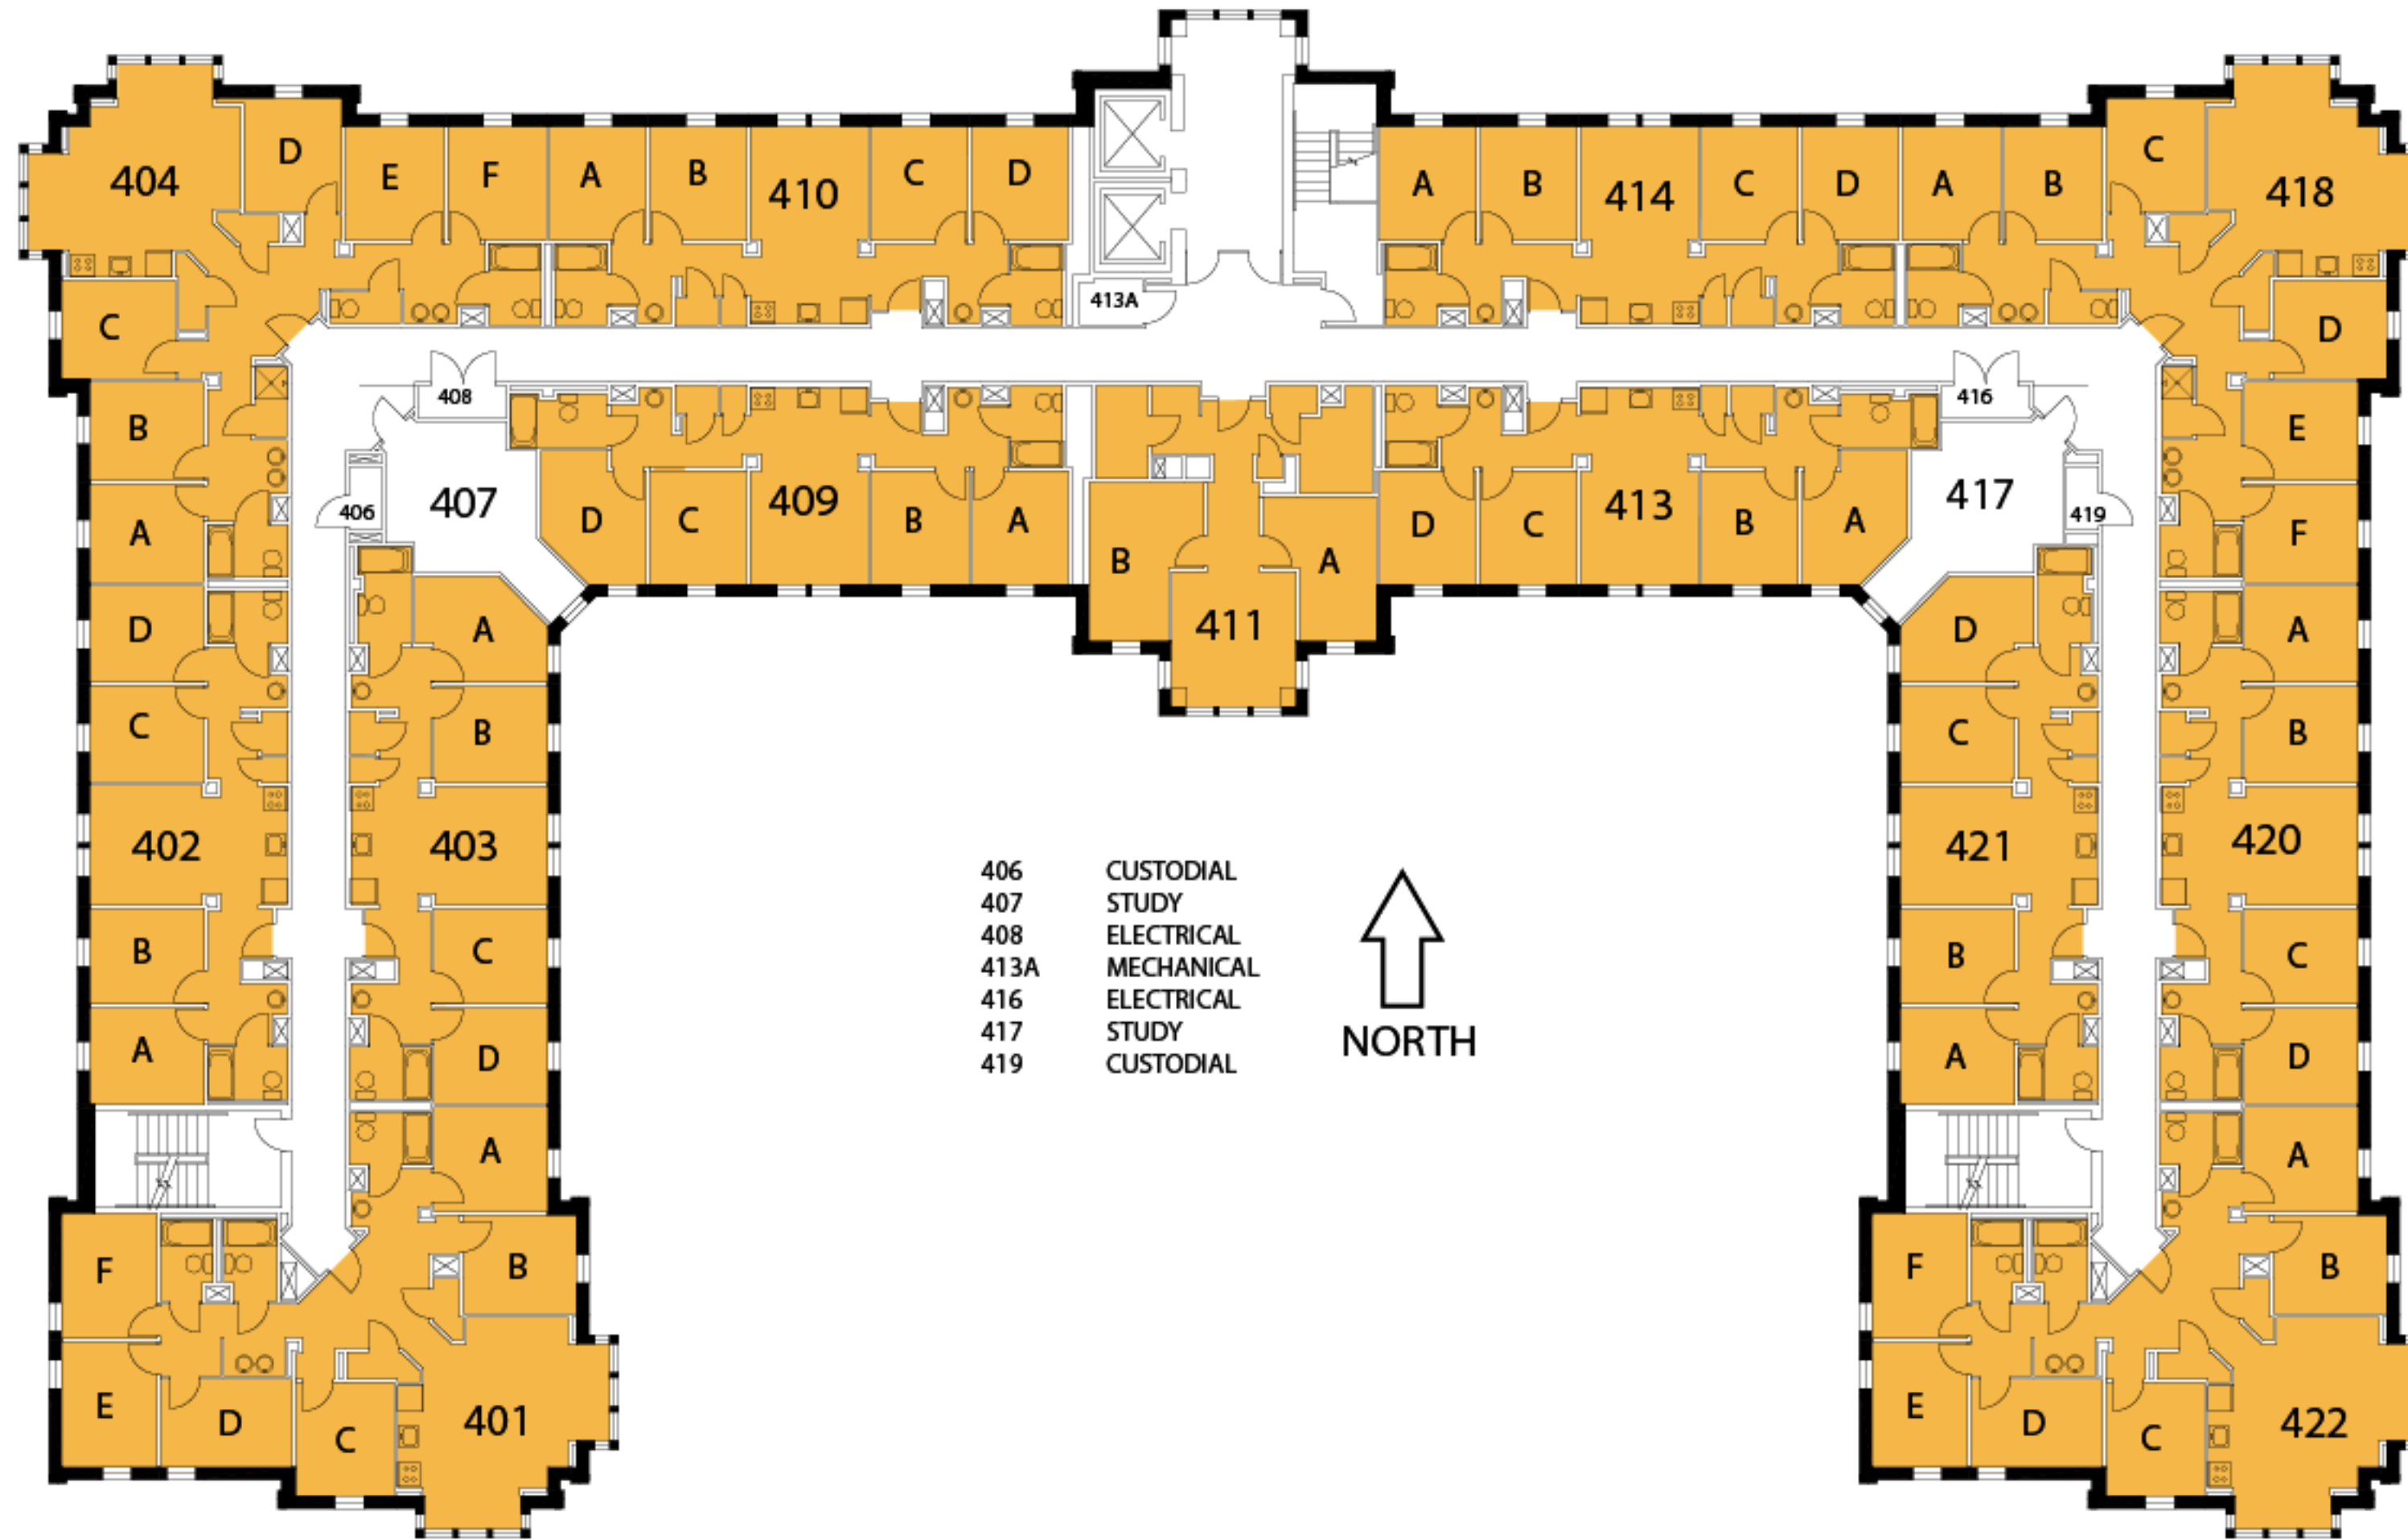 404
D
E
F
A
B
410
C
D
A
B
414
C
D
A
B
C
418
C
413A
D
408
416
B
E
A
406
407
D
C
409
B
A
B
411
A
D
C
413
B
A
417
419
F
D
A
D
A
C
B
C
B
402
403
421
420
B
C
B
C
A
D
A
D
A
A
406 CUSTODIAL
407 STUDY
408 ELECTRICAL
413A MECHANICAL
416 ELECTRICAL
417 STUDY
419 CUSTODIAL
NORTH
F
B
F
B
E
D
C
401
E
D
C
422